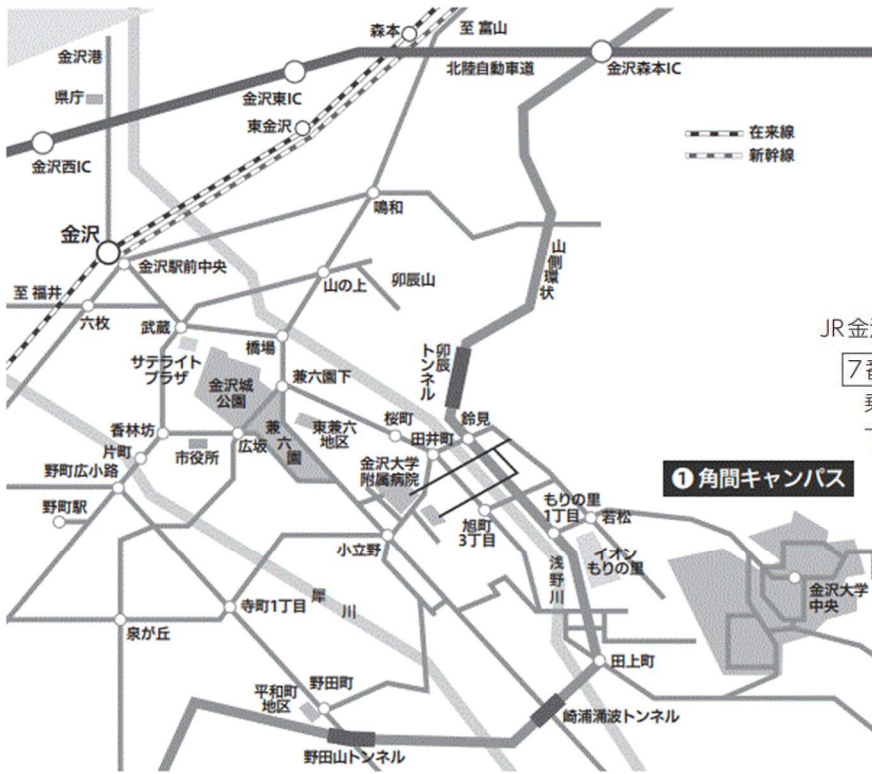 森本
至 富山
金沢港
北陸自動車道
金沢森本IC
県庁
金沢東IC
東金沢
在来線
新幹線
金沢西IC
鳴和
金沢
金沢駅前中央
山側環状
至 福井
山の上
卯辰山
六枚
武蔵
JR金
橋場
卯辰
トンネル
サテライト
プラザ
7
金沢城
公園
兼六園下
桜町
鈴見
香林坊
兼六園
東兼六
地区
田井町
片町
市役所
広坂
金沢大学
附属病院
野町広小路
❶ 角間キャンパス
野町駅
旭町
3丁目
もりの里
1丁目
若松
小立野
イオン
もりの里
浅野川
金沢大学
中央
寺町1丁目
犀川
泉が丘
田上町
平和町
地区
野田町
崎浦涌波トンネル
野田山トンネル